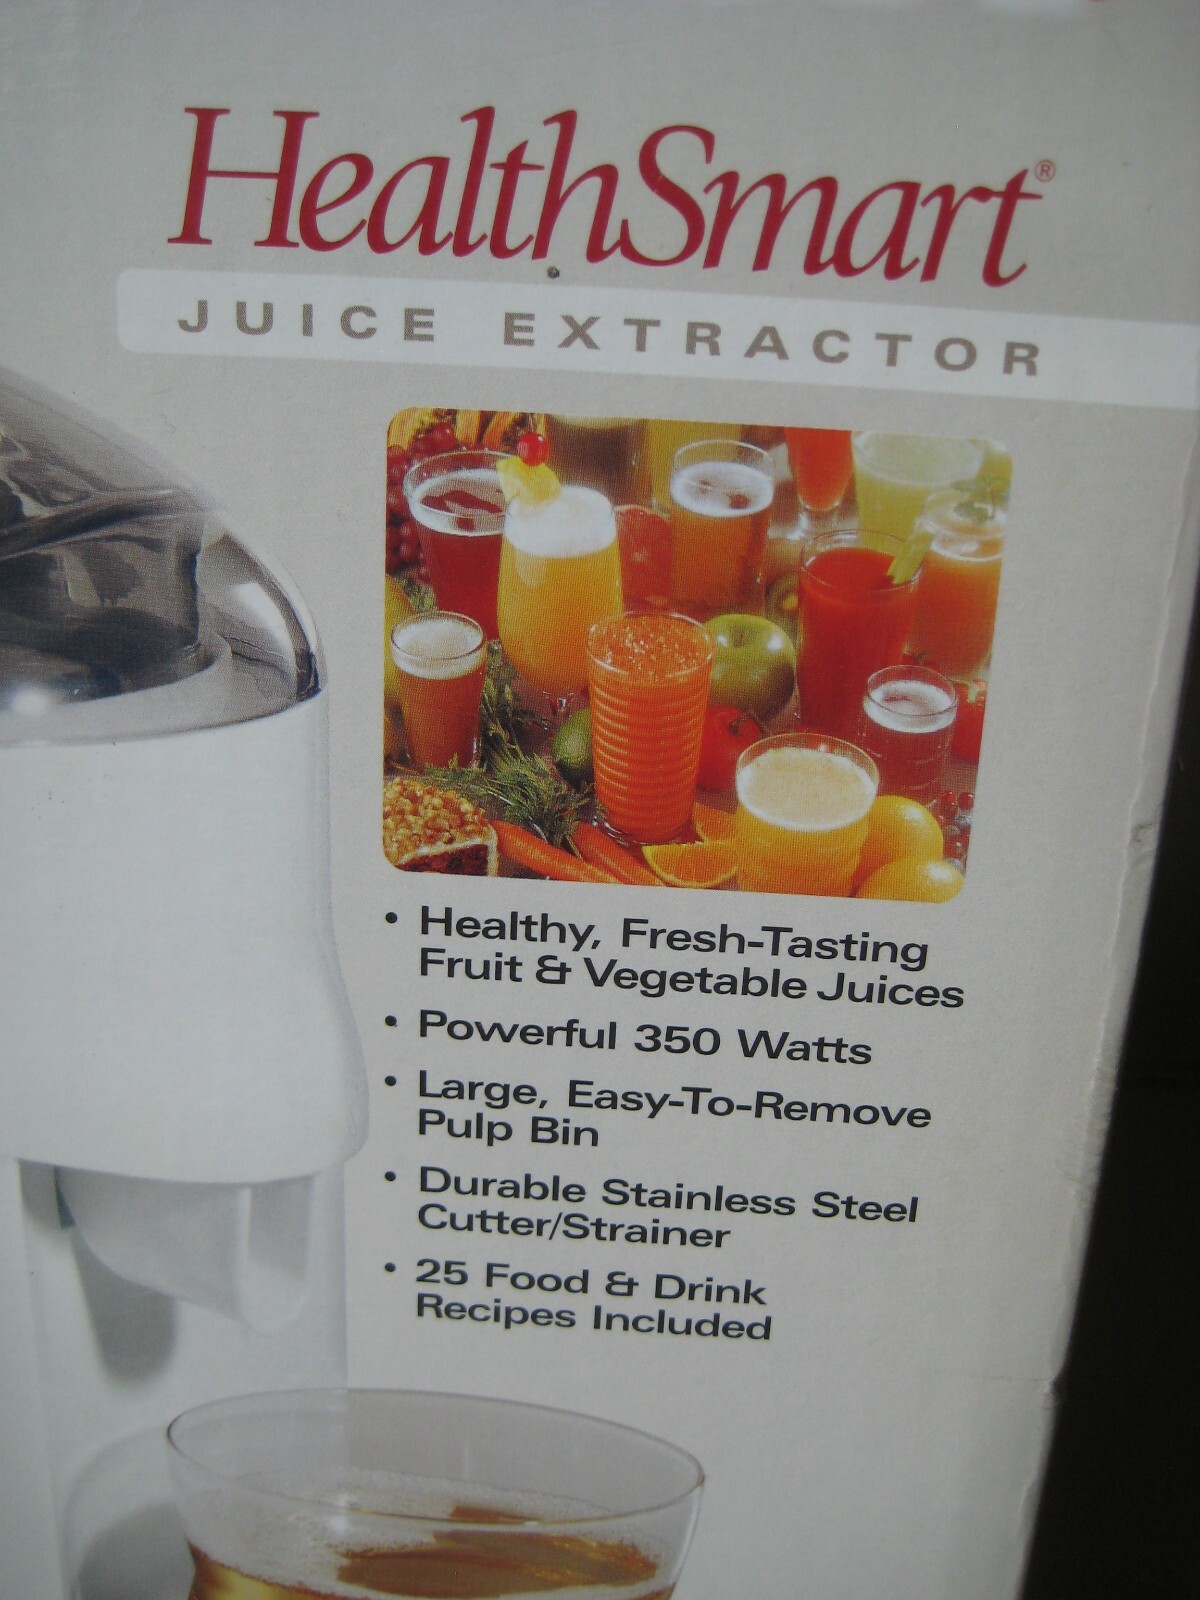 HealthSmart®
JUICE EXTRACTOR
• Healthy, Fresh-Tasting
Fruit & Vegetable Juices
• Powerful 350 Watts
• Large, Easy-To-Remove
Pulp Bin
• Durable Stainless Steel
Cutter/Strainer
• 25 Food & Drink
Recipes Included